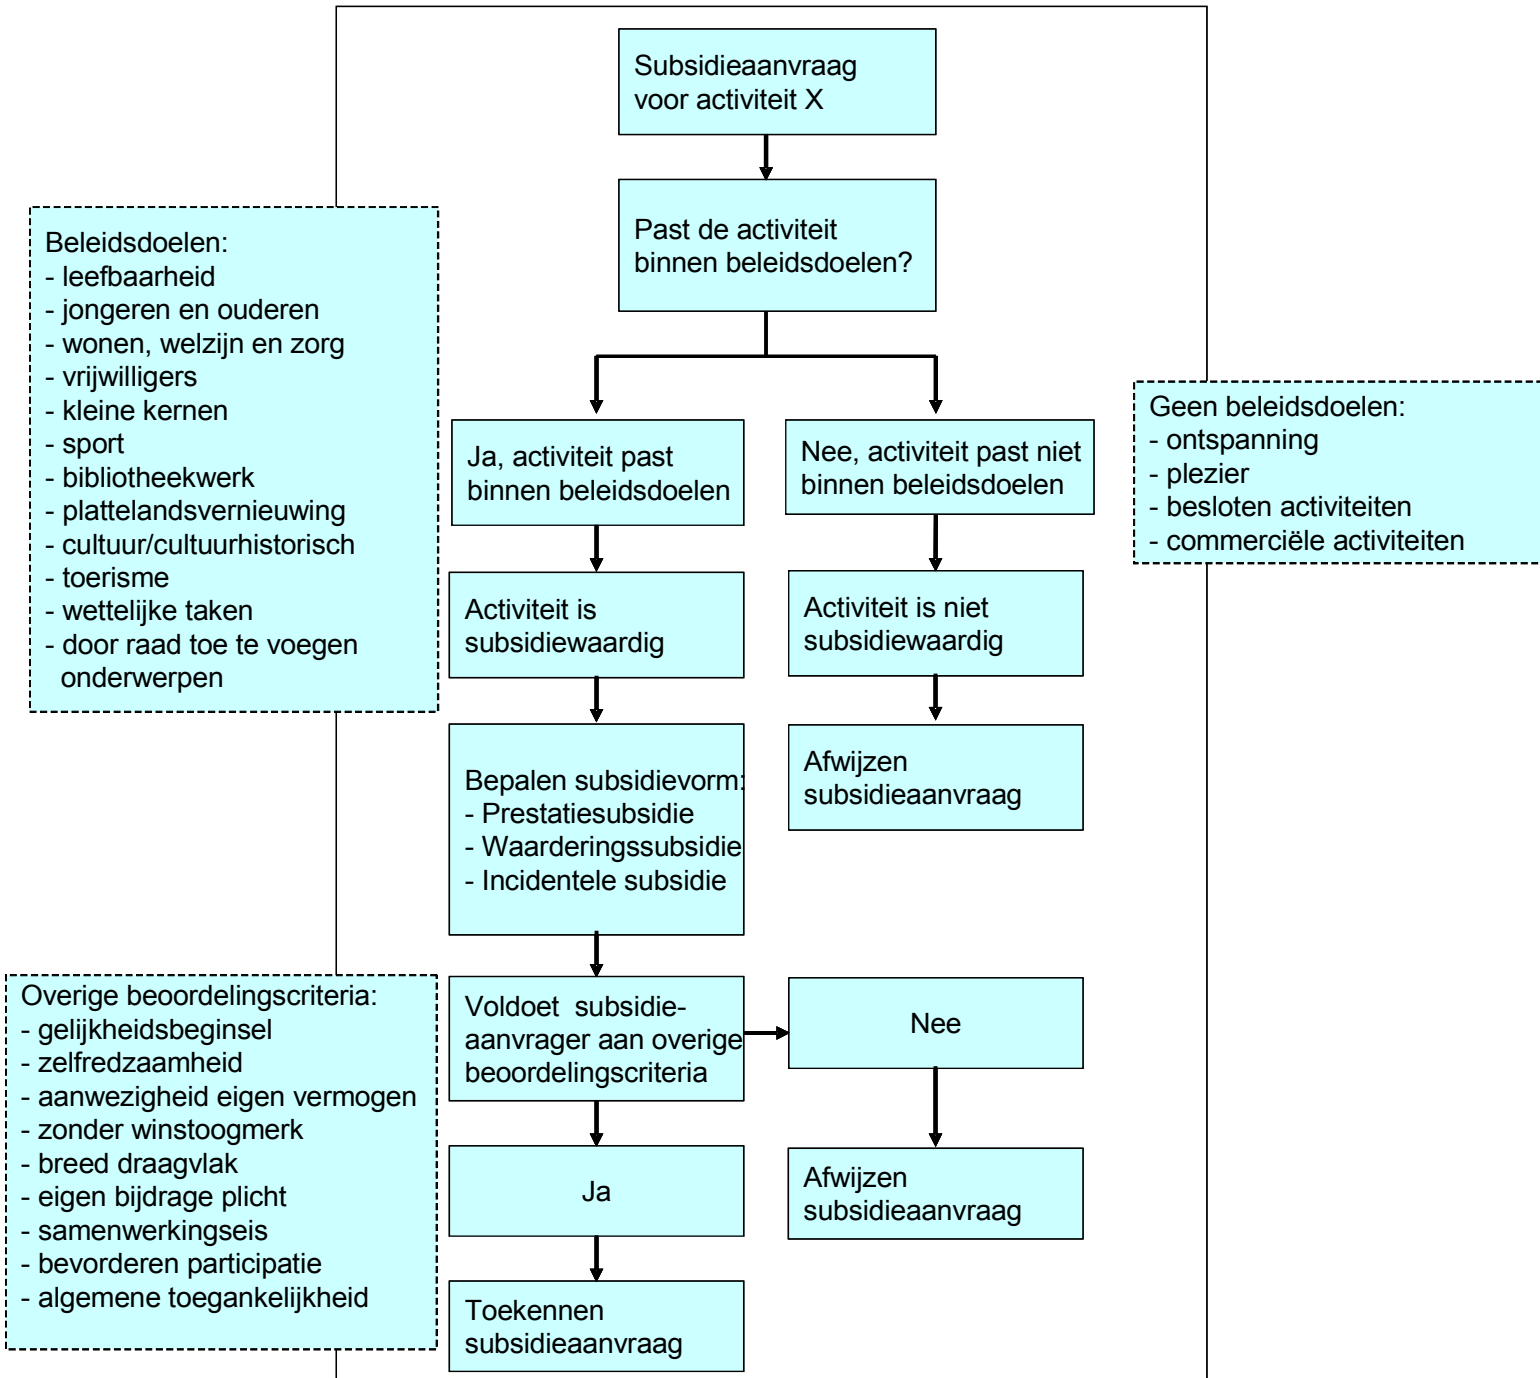 Subsidieaanvraag
voor activiteit X
Past de activiteit
binnen beleidsdoelen?
Beleidsdoelen:
- leefbaarheid
- jongeren en ouderen
- wonen, welzijn en zorg
- vrijwilligers
- kleine kernen
- sport
- bibliotheekwerk
- plattelandsvernieuwing
- cultuur/cultuurhistorisch
- toerisme
- wettelijke taken
- door raad toe te voegen
onderwerpen
Geen beleidsdoelen:
- ontspanning
- plezier
- besloten activiteiten
- commerciële activiteiten
Ja, activiteit past
binnen beleidsdoelen
Nee, activiteit past niet
binnen beleidsdoelen
Activiteit is
subsidiewaardig
Activiteit is niet
subsidiewaardig
Bepalen subsidievorm:
- Prestatiesubsidie
- Waarderingssubsidie
- Incidentele subsidie
Afwijzen
subsidieaanvraag
Overige beoordelingscriteria:
- gelijkheidsbeginsel
- zelfredzaamheid
- aanwezigheid eigen vermogen
- zonder winstoogmerk
- breed draagvlak
- eigen bijdrage plicht
- samenwerkingseis
- bevorderen participatie
- algemene toegankelijkheid
Voldoet subsidie-
aanvrager aan overige
beoordelingscriteria
Nee
Ja
Afwijzen
subsidieaanvraag
Toekennen
subsidieaanvraag